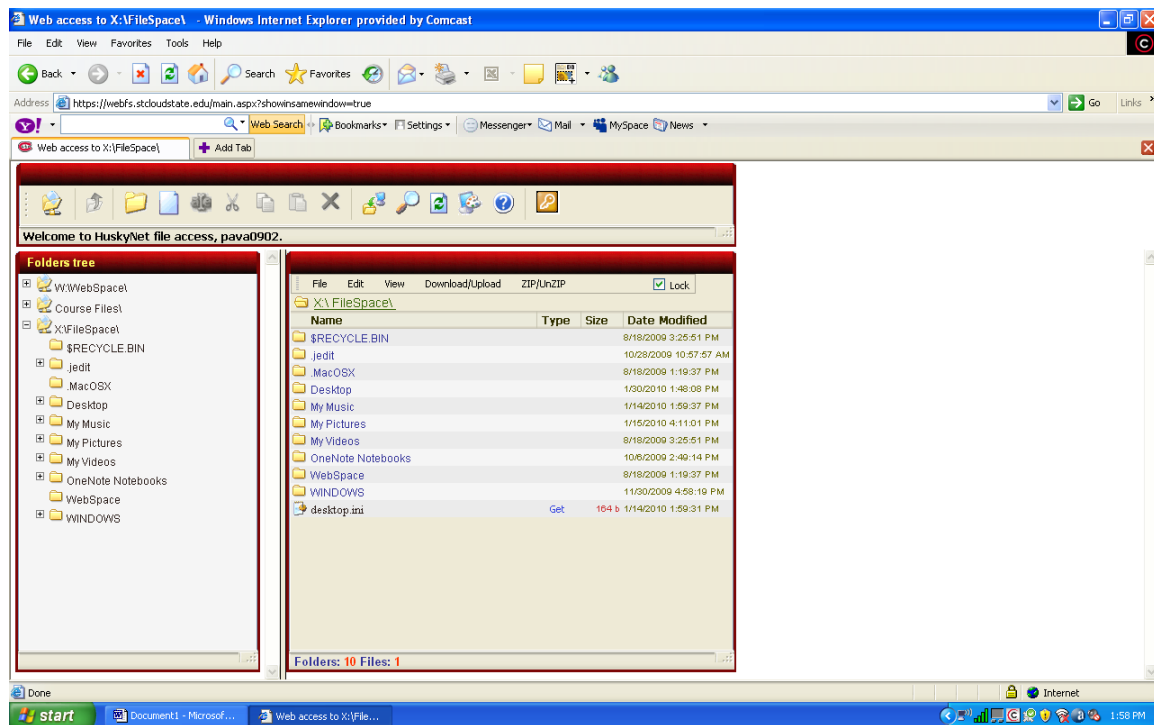 Web access to X:\FileSpace\ - Windows Internet Explorer provided by Comcast
File Edit View Favorites Tools Help
Back Search Favorites
Address https://webfs.stcloudstate.edu/main.aspx?showinsamewindow=true Go Links
Y! Web Search Bookmarks Settings Messenger Mail MySpace News
Web access to X:\FileSpace\ Add Tab
Welcome to HuskyNet file access, pava0902.
Folders tree
W:\WebSpace\
Course Files\
X:\FileSpace\
$RECYCLE.BIN
.jedit
.MacOSX
Desktop
My Music
My Pictures
My Videos
OneNote Notebooks
WebSpace
WINDOWS
File Edit View Download/Upload ZIP/UnZIP Lock
X:\ FileSpace\
Name Type Size Date Modified
$RECYCLE.BIN 8/18/2009 3:25:51 PM
.jedit 10/28/2009 10:57:57 AM
.MacOSX 8/18/2009 1:19:37 PM
Desktop 1/30/2010 1:48:08 PM
My Music 1/14/2010 1:59:37 PM
My Pictures 1/15/2010 4:11:01 PM
My Videos 8/18/2009 3:25:51 PM
OneNote Notebooks 10/6/2009 2:49:14 PM
WebSpace 8/18/2009 1:19:37 PM
WINDOWS 11/30/2009 4:58:19 PM
desktop.ini Get 164 b 1/14/2010 1:59:31 PM
Folders: 10 Files: 1
Done Internet
start Document1 - Microsof... Web access to X:\File... 1:58 PM